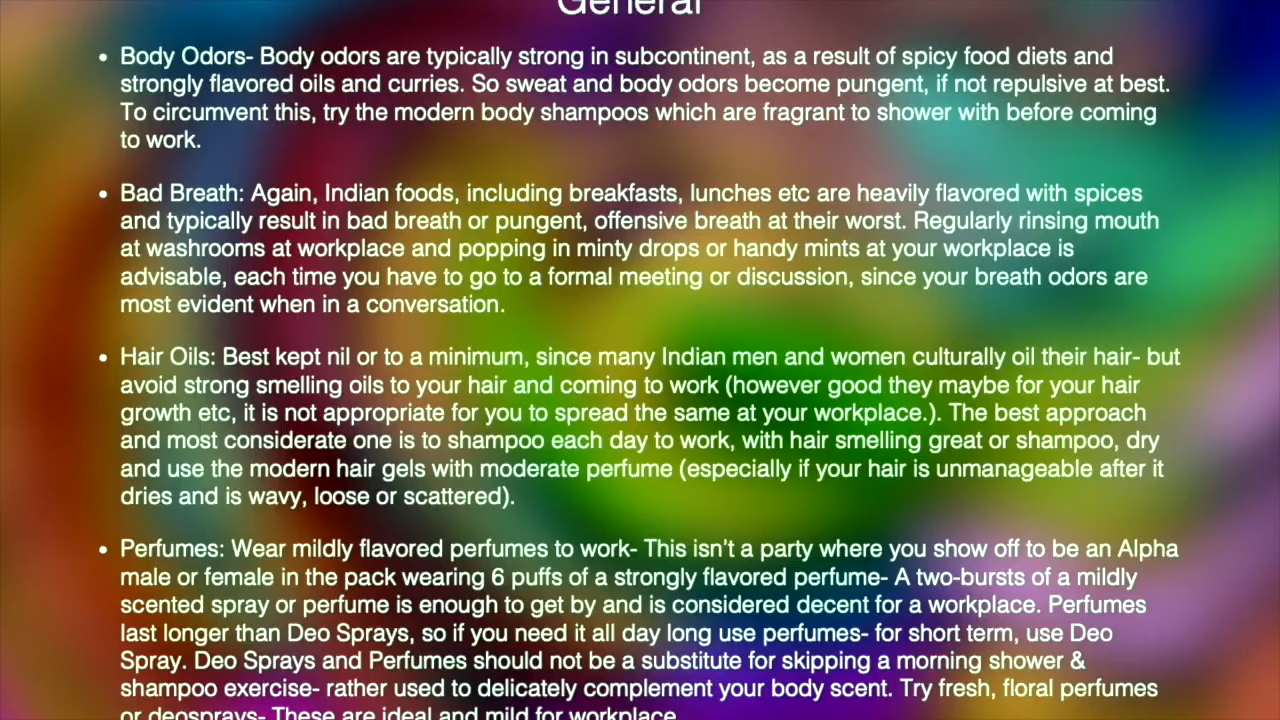 General
• Body Odors- Body odors are typically strong in subcontinent, as a result of spicy food diets and
strongly flavored oils and curries. So sweat and body odors become pungent, if not repulsive at best.
To circumvent this, try the modern body shampoos which are fragrant to shower with before coming
to work.
• Bad Breath: Again, Indian foods, including breakfasts, lunches etc are heavily flavored with spices
and typically result in bad breath or pungent, offensive breath at their worst. Regularly rinsing mouth
at washrooms at workplace and popping in minty drops or handy mints at your workplace is
advisable, each time you have to go to a formal meeting or discussion, since your breath odors are
most evident when in a conversation.
• Hair Oils: Best kept nil or to a minimum, since many Indian men and women culturally oil their hair- but
avoid strong smelling oils to your hair and coming to work (however good they maybe for your hair
growth etc, it is not appropriate for you to spread the same at your workplace.). The best approach
and most considerate one is to shampoo each day to work, with hair smelling great or shampoo, dry
and use the modern hair gels with moderate perfume (especially if your hair is unmanageable after it
dries and is wavy, loose or scattered).
• Perfumes: Wear mildly flavored perfumes to work- This isn't a party where you show off to be an Alpha
male or female in the pack wearing 6 puffs of a strongly flavored perfume- A two-bursts of a mildly
scented spray or perfume is enough to get by and is considered decent for a workplace. Perfumes
last longer than Deo Sprays, so if you need it all day long use perfumes- for short term, use Deo
Spray. Deo Sprays and Perfumes should not be a substitute for skipping a morning shower &
shampoo exercise- rather used to delicately complement your body scent. Try fresh, floral perfumes
or deosprays- These are ideal and mild for workplace.